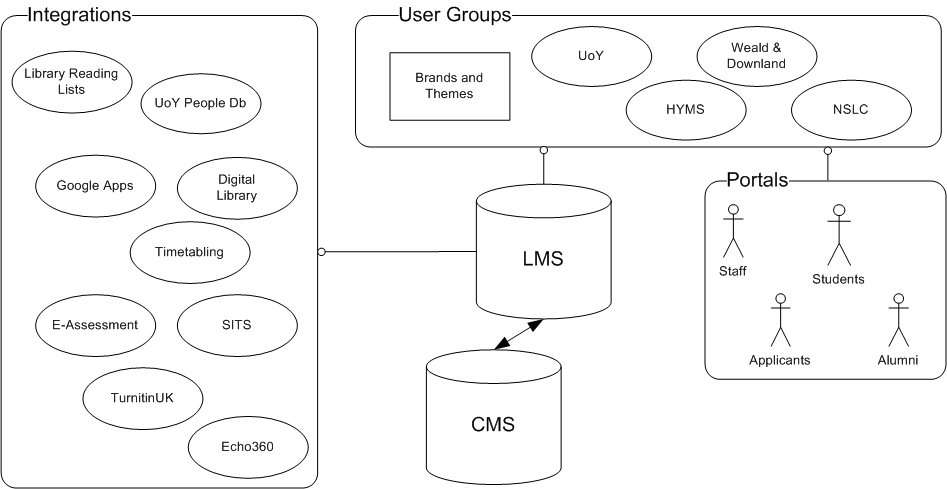 Integrations
Library Reading
Lists
UoY People Db
Google Apps
Digital
Library
Timetabling
E-Assessment
SITS
TurnitinUK
Echo360
User Groups
Brands and
Themes
UoY
Weald &
Downland
HYMS
NSLC
LMS
CMS
Portals
Staff
Students
Applicants
Alumni